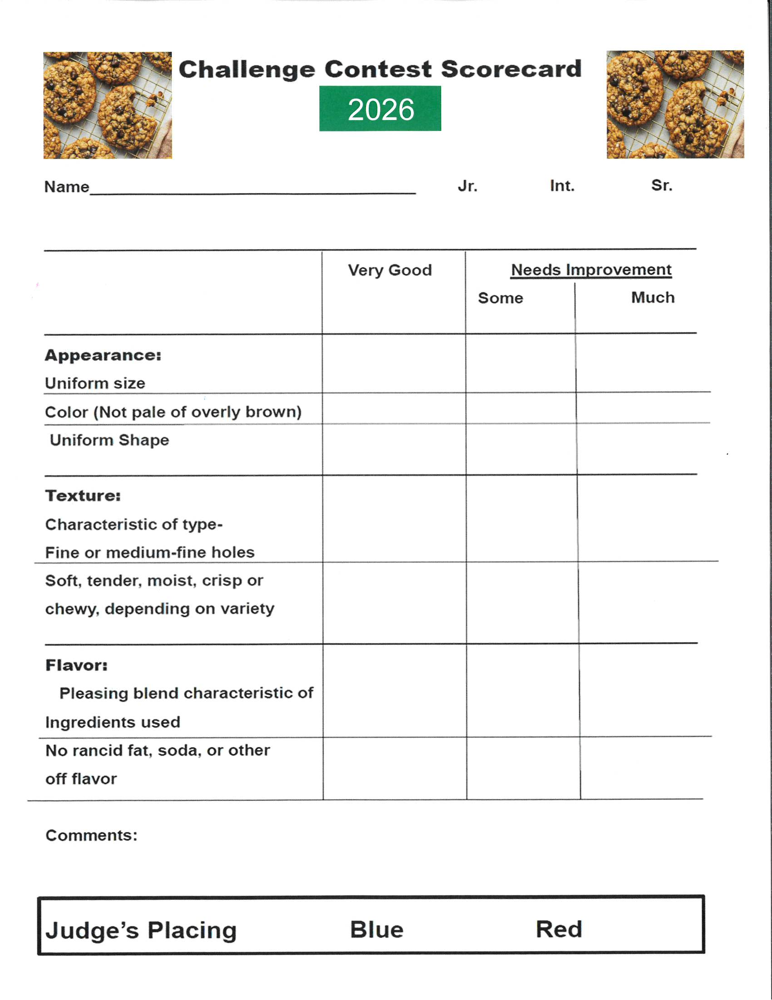 Challenge Contest Scorecard
2026
Name Jr. Int. Sr.
Very Good Needs Improvement
Some Much
Appearance:
Uniform size
Color (Not pale of overly brown)
Uniform Shape
Texture:
Characteristic of type-
Fine or medium-fine holes
Soft, tender, moist, crisp or
chewy, depending on variety
Flavor:
Pleasing blend characteristic of
Ingredients used
No rancid fat, soda, or other
off flavor
Comments:
Judge's Placing Blue Red